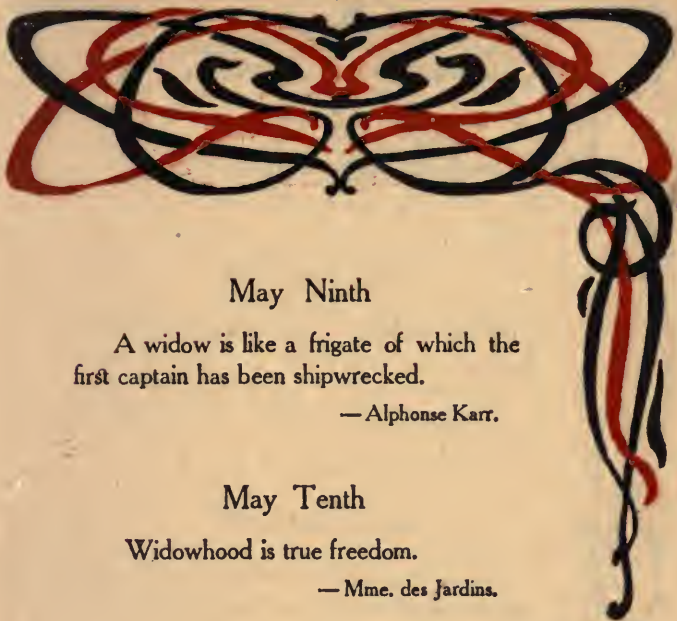 May Ninth
A widow is like a frigate of which the
first captain has been shipwrecked.
— Alphonse Karr.
May Tenth
Widowhood is true freedom.
— Mme. des Jardins.